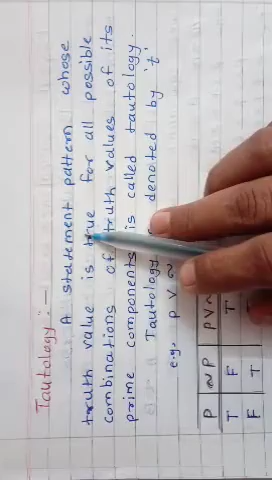 Tautology :—
A statement pattern whose
truth value is true for all possible
combinations of truth values of its
prime components is called tautology.
Tautology denoted by 't'
e.g. P V ~
P ~P P V ~
T F T
F T